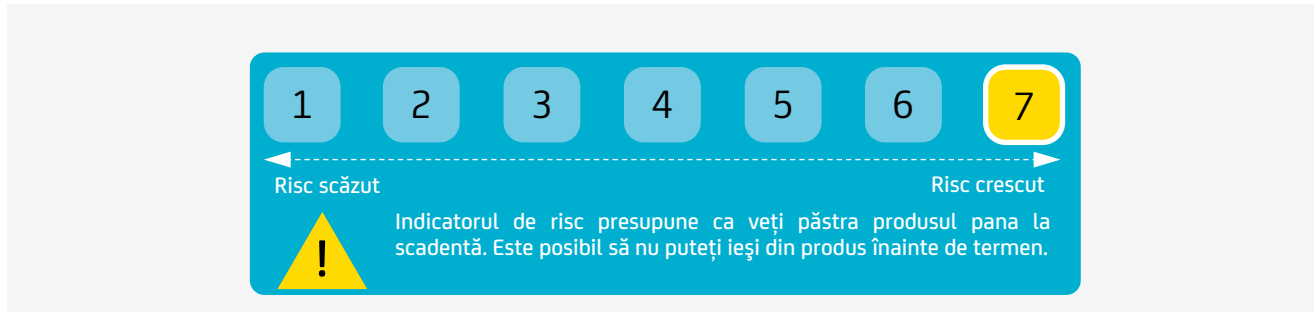 1 2 3 4 5 6 7
Risc scăzut Risc crescut
! Indicatorul de risc presupune ca veți păstra produsul pana la
scadentă. Este posibil să nu puteți ieşi din produs înainte de termen.